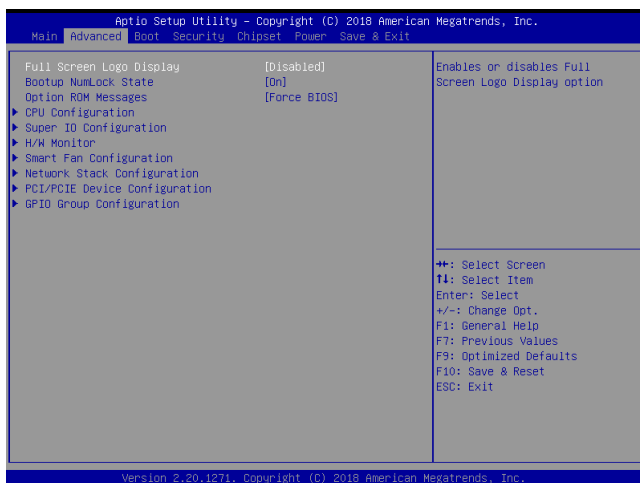 Aptio Setup Utility – Copyright (C) 2018 American Megatrends, Inc.
Main Advanced Boot Security Chipset Power Save & Exit
Full Screen Logo Display [Disabled]
Bootup NumLock State [On]
Option ROM Messages [Force BIOS]
CPU Configuration
Super IO Configuration
H/W Monitor
Smart Fan Configuration
Network Stack Configuration
PCI/PCIE Device Configuration
GPIO Group Configuration
Enables or disables Full
Screen Logo Display option
→←: Select Screen
↑↓: Select Item
Enter: Select
+/-: Change Opt.
F1: General Help
F7: Previous Values
F9: Optimized Defaults
F10: Save & Reset
ESC: Exit
Version 2.20.1271. Copyright (C) 2018 American Megatrends, Inc.